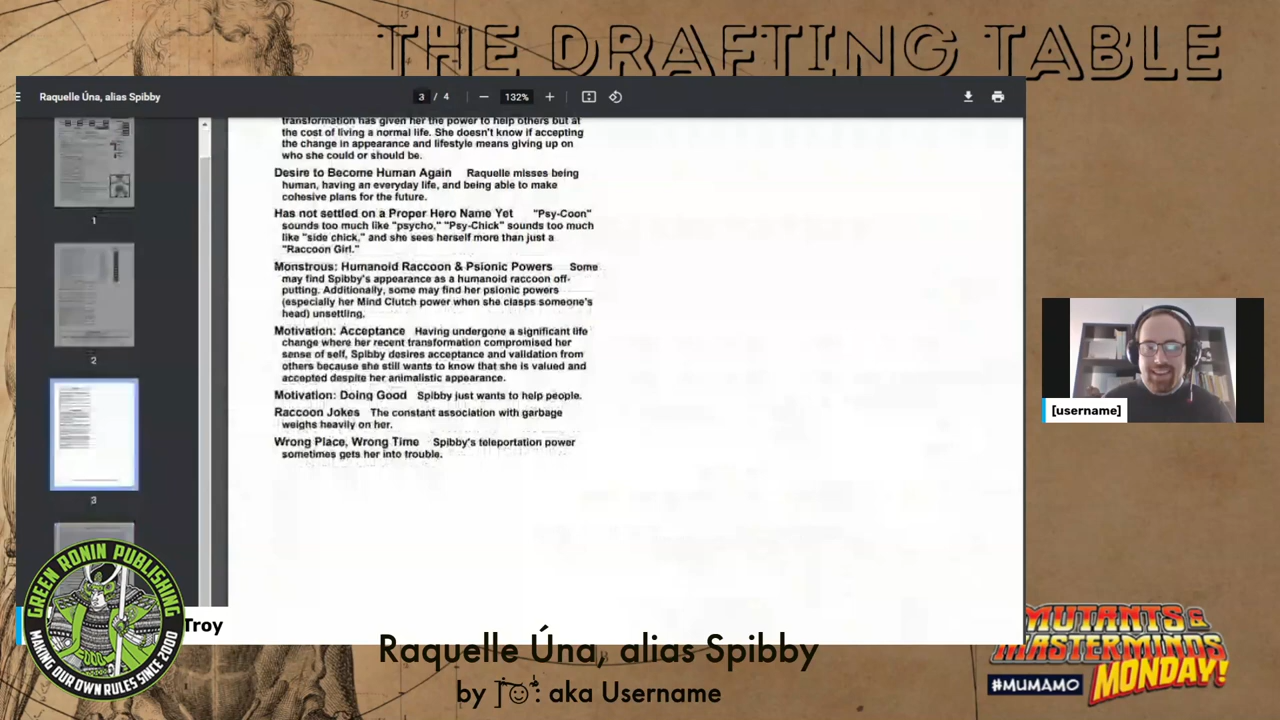 THE DRAFTING TABLE
Raquelle Úna, alias Spibby
3 / 4
132%
1
2
3
transformation has given her the power to help others but at
the cost of living a normal life. She doesn't know if accepting
the change in appearance and lifestyle means giving up on
who she could or should be.
Desire to Become Human Again Raquelle misses being
human, having an everyday life, and being able to make
cohesive plans for the future.
Has not settled on a Proper Hero Name Yet "Psy-Coon"
sounds too much like "psycho," "Psy-Chick" sounds too much
like "side chick," and she sees herself more than just a
"Raccoon Girl."
Monstrous: Humanoid Raccoon & Psionic Powers Some
may find Spibby's appearance as a humanoid raccoon off-
putting. Additionally, some may find her psionic powers
(especially her Mind Clutch power when she clasps someone's
head) unsettling.
Motivation: Acceptance Having undergone a significant life
change where her recent transformation compromised her
sense of self, Spibby desires acceptance and validation from
others because she still wants to know that she is valued and
accepted despite her animalistic appearance.
Motivation: Doing Good Spibby just wants to help people.
Raccoon Jokes The constant association with garbage
weighs heavily on her.
Wrong Place, Wrong Time Spibby's teleportation power
sometimes gets her into trouble.
[username]
Troy
GREEN RONIN PUBLISHING
MAKING OUR OWN RULES SINCE 2000
Raquelle Úna, alias Spibby
aka Username
MUTANTS &
MASTERMINDS
MONDAY!
#MUMAMO